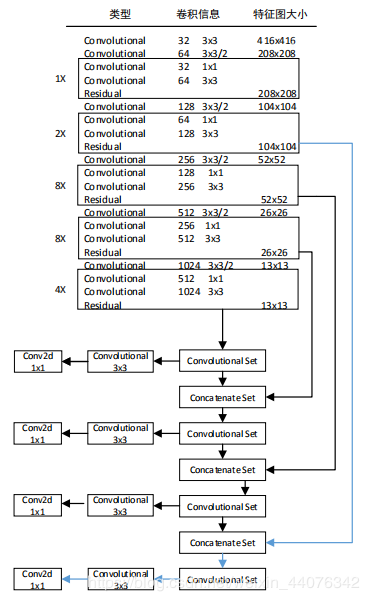 类型 卷积信息 特征图大小
Convolutional 32 3x3 416x416
Convolutional 64 3x3/2 208x208
1X
Convolutional 32 1x1
Convolutional 64 3x3
Residual 208x208
Convolutional 128 3x3/2 104x104
2X
Convolutional 64 1x1
Convolutional 128 3x3
Residual 104x104
Convolutional 256 3x3/2 52x52
8X
Convolutional 128 1x1
Convolutional 256 3x3
Residual 52x52
Convolutional 512 3x3/2 26x26
8X
Convolutional 256 1x1
Convolutional 512 3x3
Residual 26x26
Convolutional 1024 3x3/2 13x13
4X
Convolutional 512 1x1
Convolutional 1024 3x3
Residual 13x13
Conv2d
1x1
Convolutional
3x3
Convolutional Set
Concatenate Set
Conv2d
1x1
Convolutional
3x3
Convolutional Set
Concatenate Set
Conv2d
1x1
Convolutional
3x3
Convolutional Set
Concatenate Set
Conv2d
1x1
Convolutional
3x3
Convolutional Set